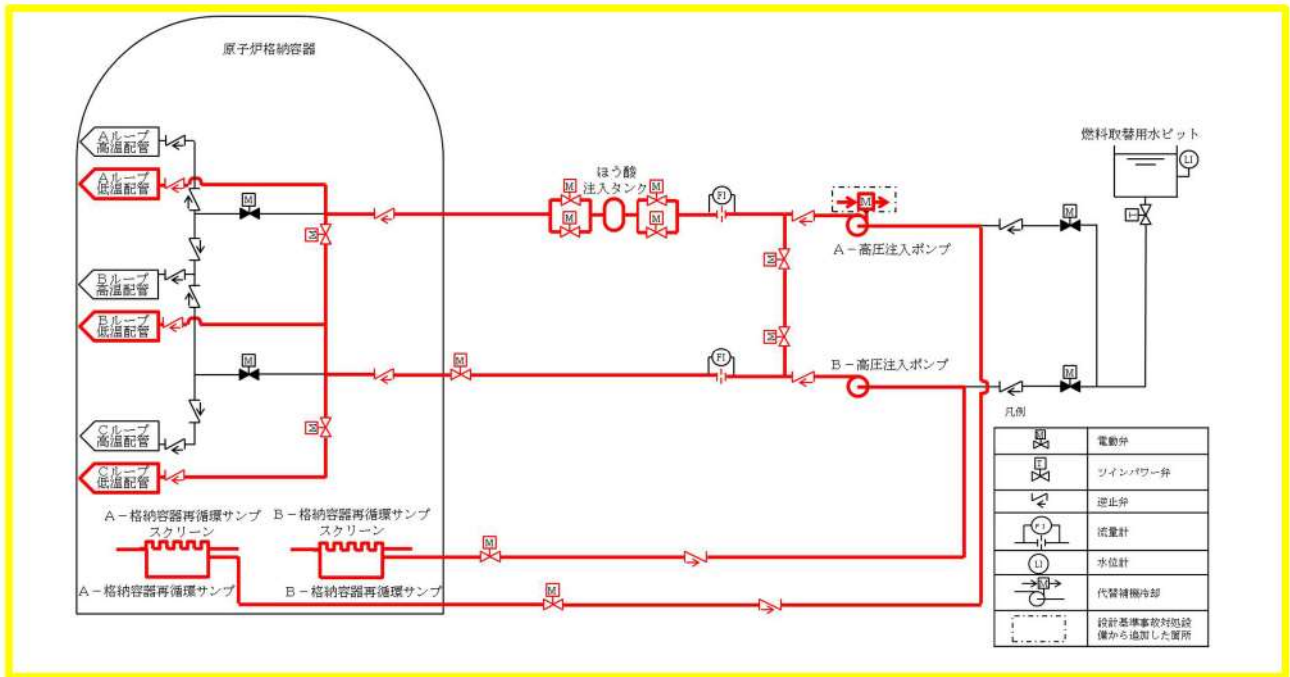 原子炉格納容器
Aループ
高温配管
Aループ
低温配管
M
M
Bループ
高温配管
Bループ
低温配管
M
M
Cループ
高温配管
Cループ
低温配管
ほう酸
注入タンク
M
M
M
M
FI
M
A-高圧注入ポンプ
M
M
M
FI
B-高圧注入ポンプ
燃料取替用水ピット
LI
T
M
M
A-格納容器再循環サンプ
スクリーン
B-格納容器再循環サンプ
スクリーン
A-格納容器再循環サンプ
B-格納容器再循環サンプ
M
M
凡例
M
電動弁
T
ツインパワー弁
逆止弁
FI
流量計
LI
水位計
M
代替補機冷却
設計基準事故対処設
備から追加した箇所